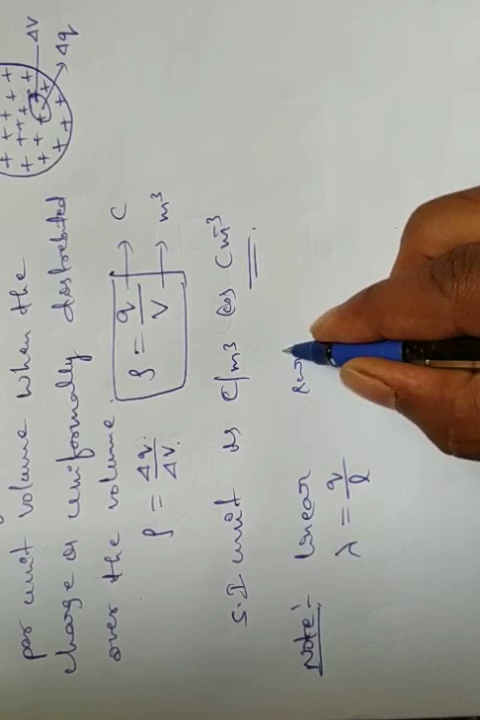 ΔV
Δq
per unit volume when the
charge is uniformally distributed
over the volume.
ρ = Δq/ΔV. ρ = q/V → C → m³
S.I unit is C/m³ (or) Cm⁻³
Note:- linear
λ = q/l